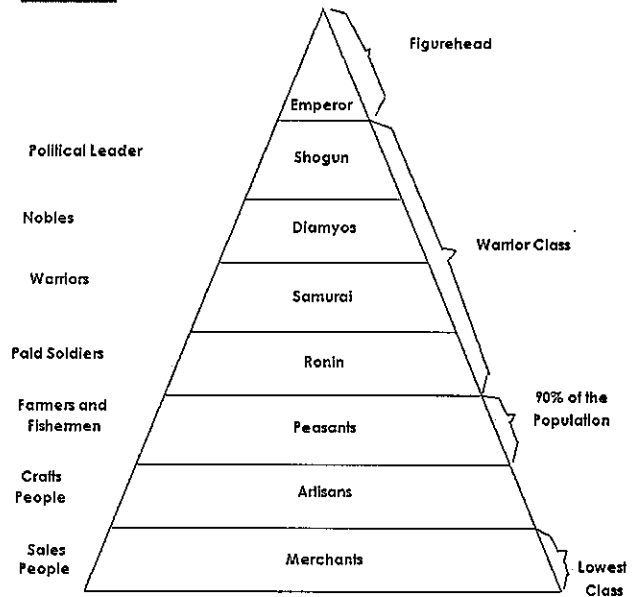 Figurehead
Emperor
Political Leader
Shogun
Nobles
Diamyos
Warrior Class
Warriors
Samurai
Paid Soldiers
Ronin
Farmers and
Fishermen
Peasants
90% of the
Population
Crafts
People
Artisans
Sales
People
Merchants
Lowest
Class